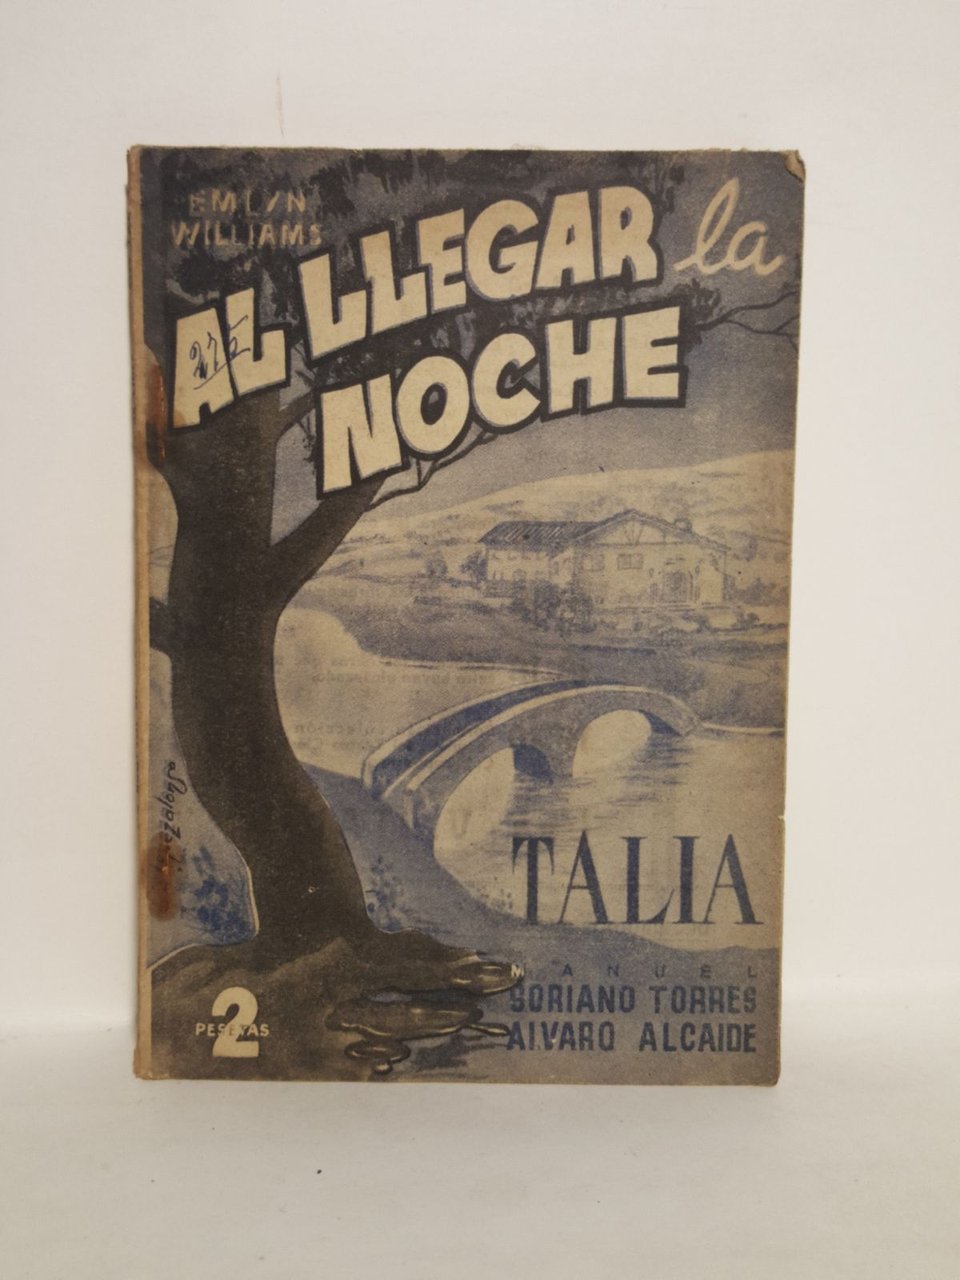 EMLYN
WILLIAMS
AL LLEGAR la
NOCHE
TALIA
MANUEL
SORIANO TORRES
ALVARO ALCAIDE
2
PESETAS